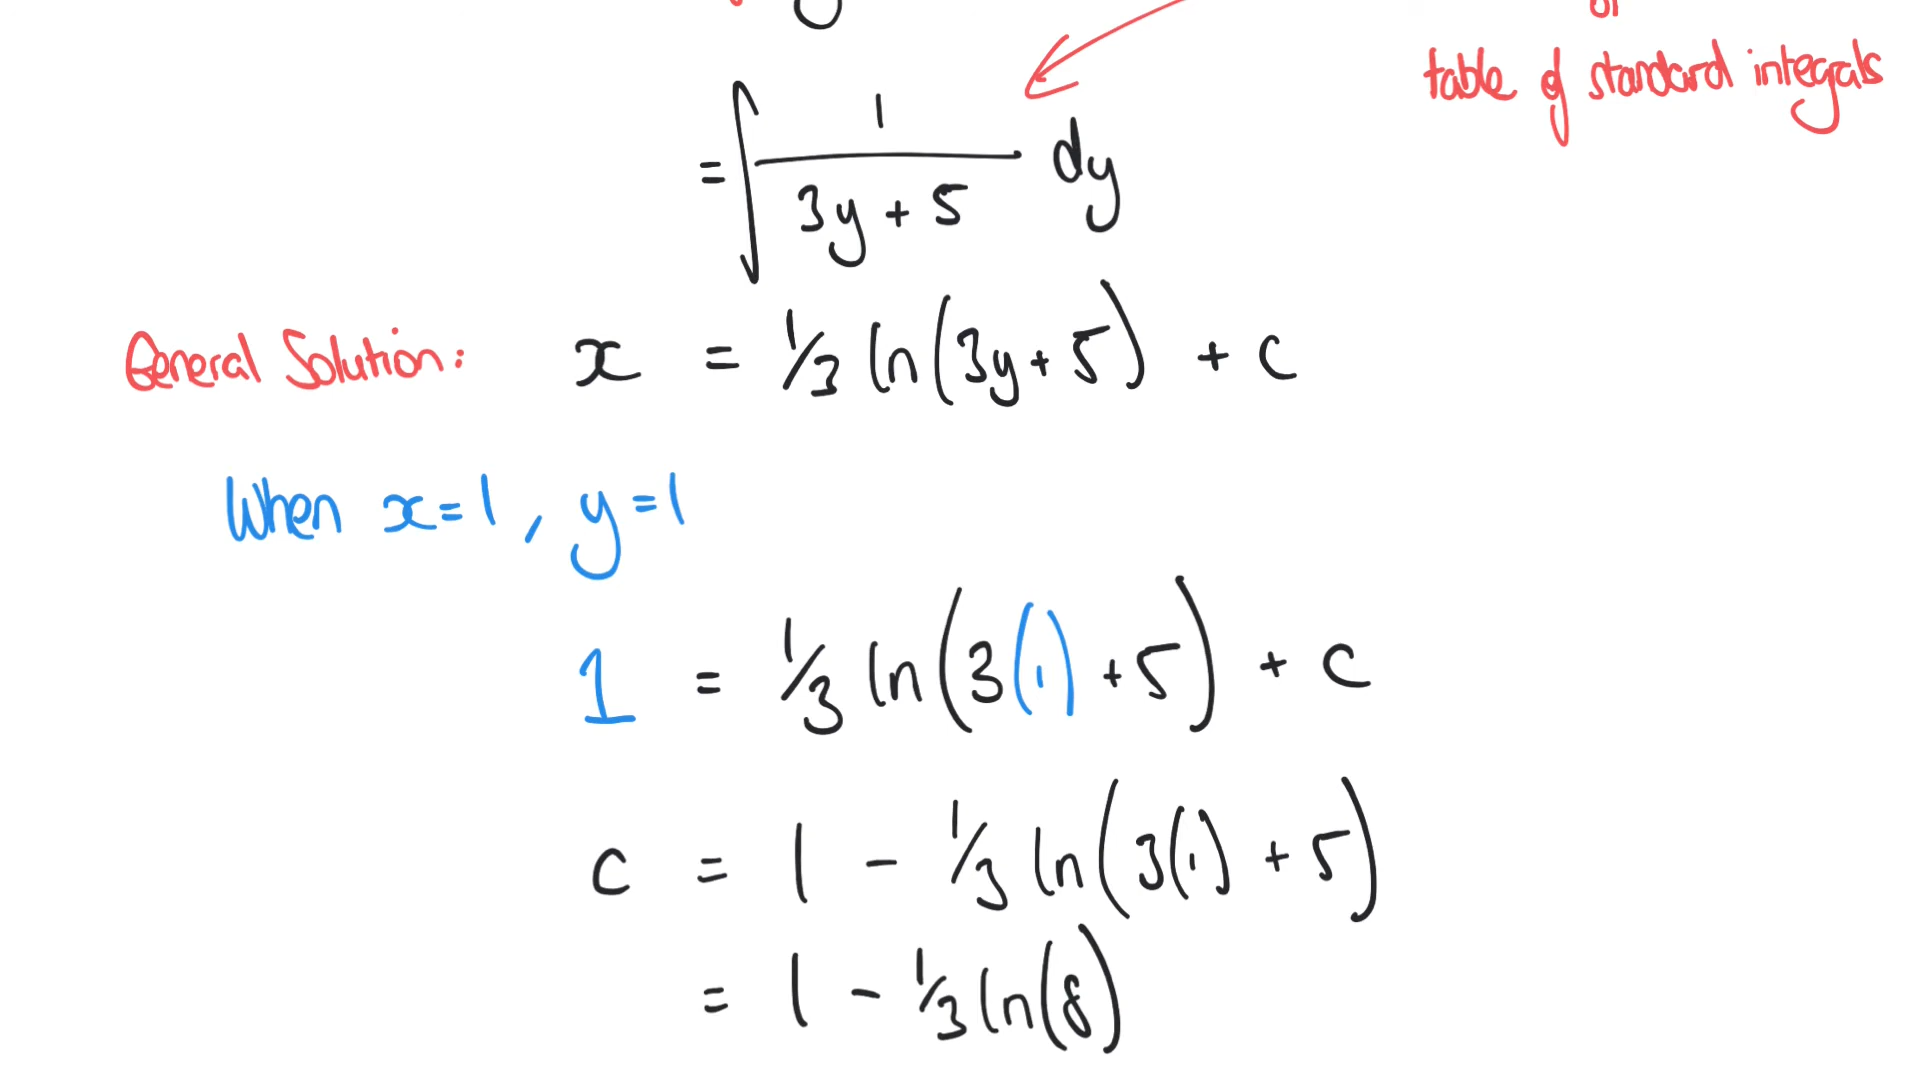 or
table of standard integrals
= ∫ 1/(3y + 5) dy
General Solution: x = 1/3 ln(3y + 5) + c
When x=1, y=1
1 = 1/3 ln(3(1) + 5) + c
c = 1 - 1/3 ln(3(1) + 5)
= 1 - 1/3 ln(8)